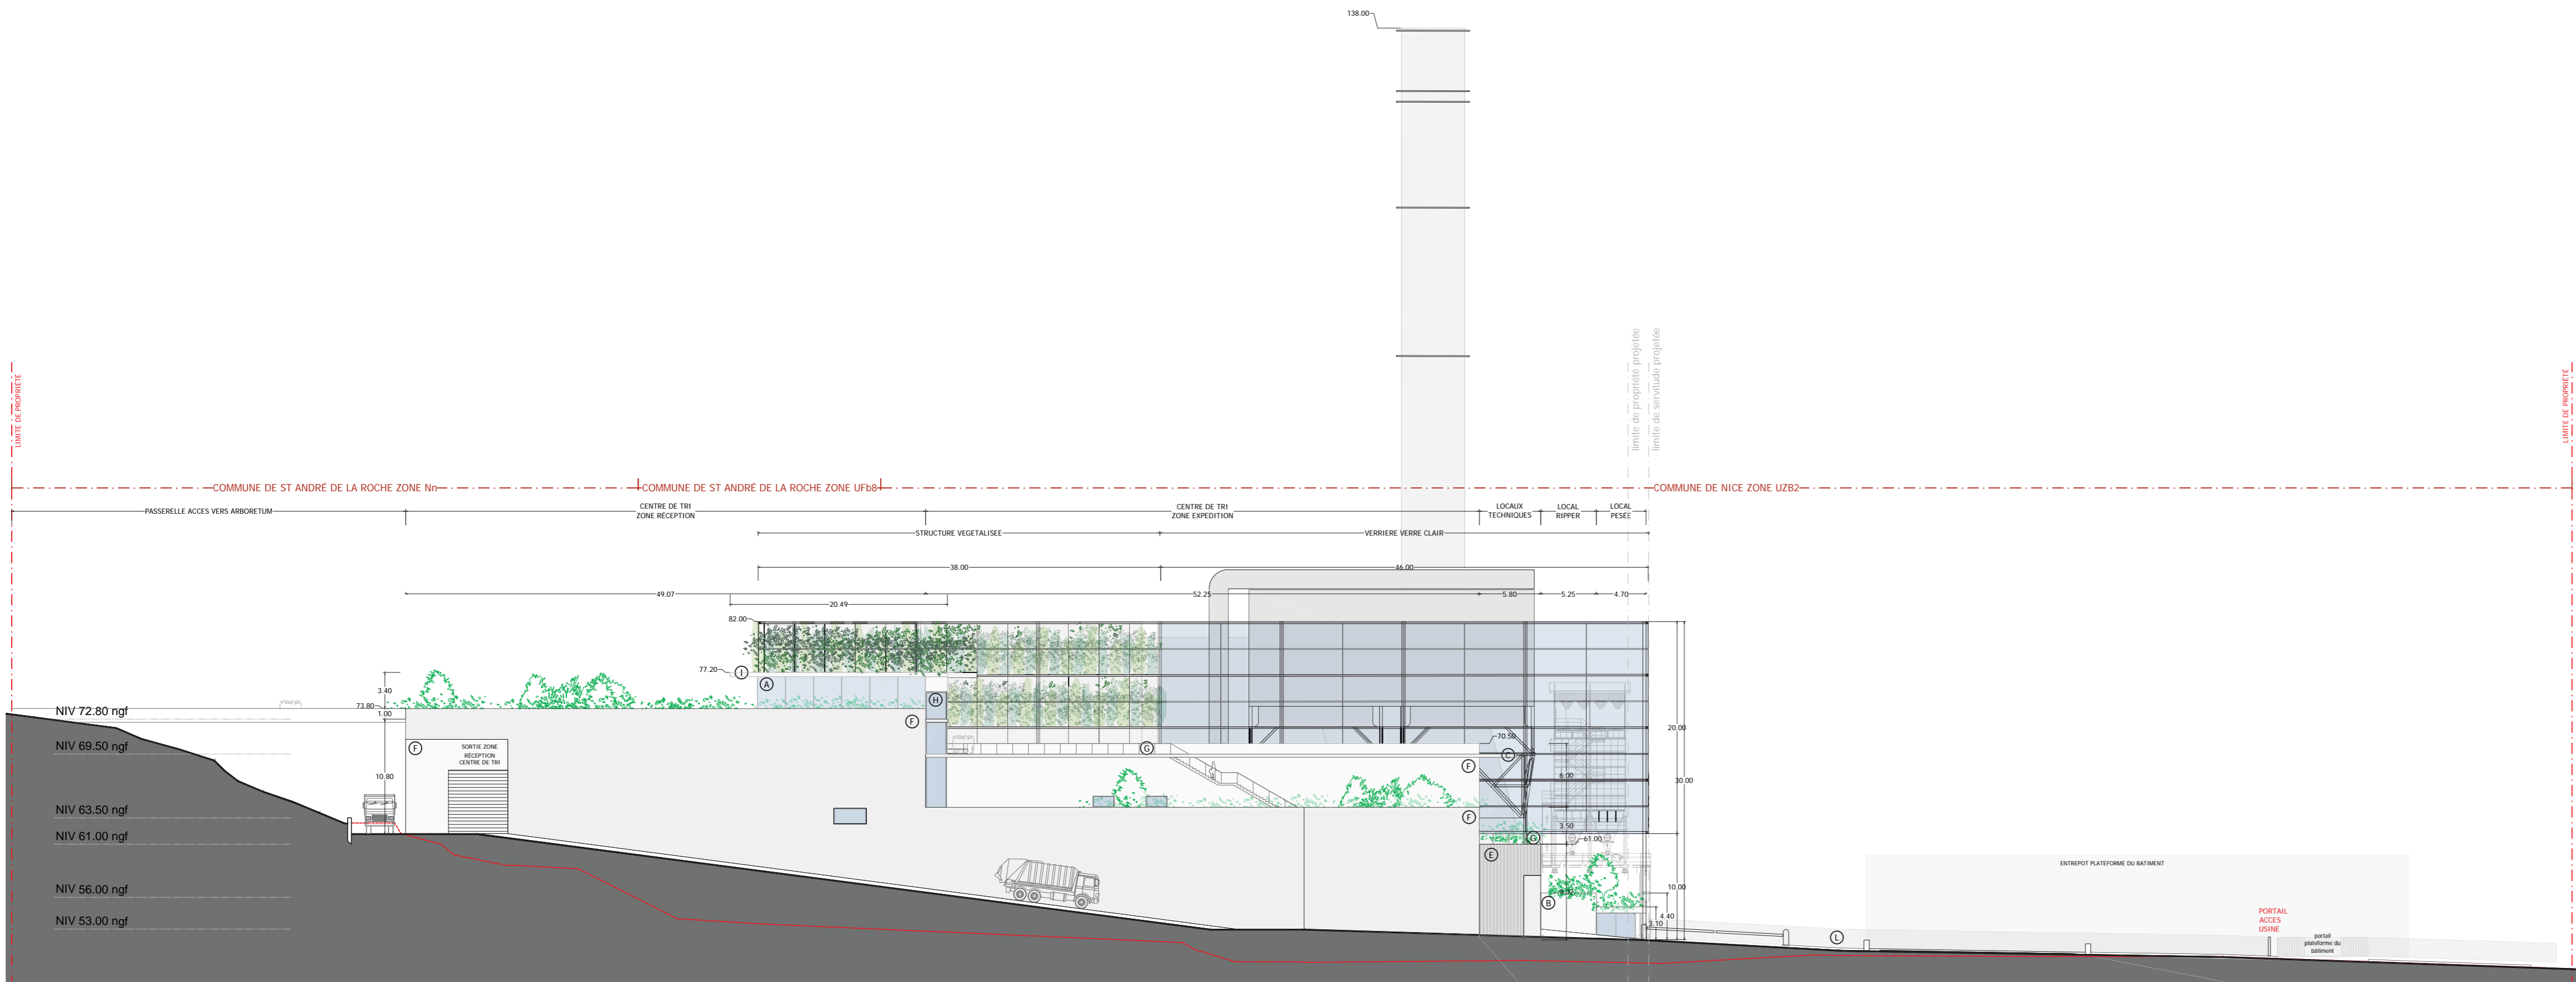 138.00
limite de propriété projetée
limite de servitude projetée
LIMITE DE PROPRIÉTÉ
LIMITE DE PROPRIÉTÉ
COMMUNE DE ST ANDRÉ DE LA ROCHE ZONE Nn
COMMUNE DE ST ANDRÉ DE LA ROCHE ZONE UFb8
COMMUNE DE NICE ZONE UZB2
PASSERELLE ACCES VERS ARBORETUM
CENTRE DE TRI
ZONE RÉCEPTION
CENTRE DE TRI
ZONE EXPEDITION
LOCAUX
TECHNIQUES
LOCAL
RIPPER
LOCAL
PESÉE
STRUCTURE VEGETALISEE
VERRIERE VERRE CLAIR
38.00
46.00
49.07
52.25
5.80
5.25
4.70
20.49
82.00
77.20
I
A
H
3.40
73.80
1.00
NIV 72.80 ngf
F
20.00
70.50
NIV 69.50 ngf
F
SORTIE ZONE
RÉCEPTION
CENTRE DE TRI
G
C
F
10.80
6.00
30.00
NIV 63.50 ngf
F
3.50
NIV 61.00 ngf
G
61.00
E
ENTREPOT PLATEFORME DU BATIMENT
NIV 56.00 ngf
10.00
B
4.40
3.10
NIV 53.00 ngf
L
PORTAIL
ACCES
USINE
portail
plateforme du
bâtiment